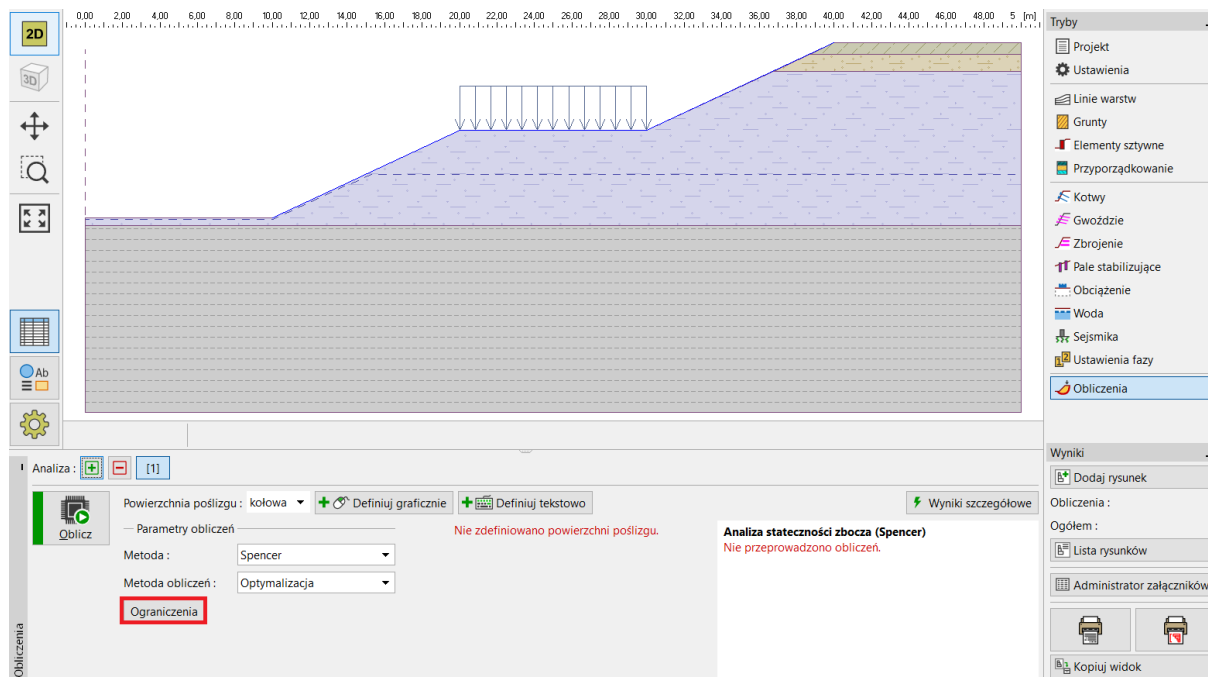 0,00 2,00 4,00 6,00 8,00 10,00 12,00 14,00 16,00 18,00 20,00 22,00 24,00 26,00 28,00 30,00 32,00 34,00 36,00 38,00 40,00 42,00 44,00 46,00 48,00 5 [m]
2D
3D
Ab
Tryby
Projekt
Ustawienia
Linie warstw
Grunty
Elementy sztywne
Przyporządkowanie
Kotwy
Gwoździe
Zbrojenie
Pale stabilizujące
Obciążenie
Woda
Sejsmika
Ustawienia fazy
Obliczenia
Analiza : [1]
Oblicz
Powierzchnia poślizgu : kołowa Definiuj graficznie Definiuj tekstowo
Wyniki szczegółowe
Parametry obliczeń
Nie zdefiniowano powierzchni poślizgu.
Metoda : Spencer
Metoda obliczeń : Optymalizacja
Ograniczenia
Analiza stateczności zbocza (Spencer)
Nie przeprowadzono obliczeń.
Obliczenia
Wyniki
Dodaj rysunek
Obliczenia :
Ogółem :
Lista rysunków
Administrator załączników
Kopiuj widok